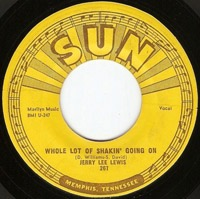 SUN
Marilyn Music
BMI U-247
Vocal
WHOLE LOT OF SHAKIN' GOING ON
(D. Williams-S. David)
JERRY LEE LEWIS
267
MEMPHIS, TENNESSEE